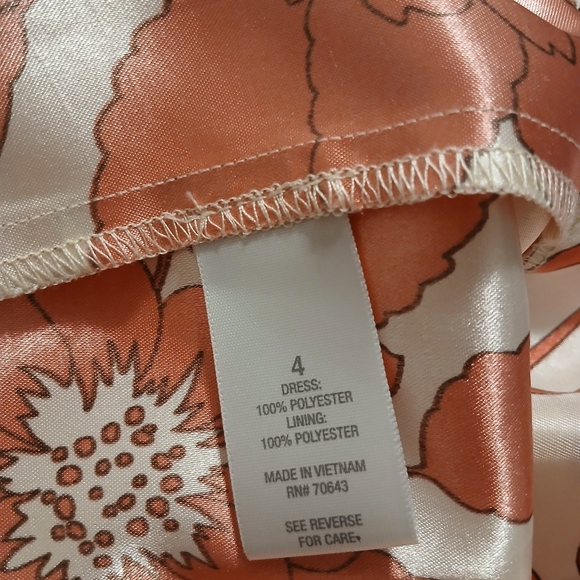 4
DRESS:
100% POLYESTER
LINING:
100% POLYESTER
MADE IN VIETNAM
RN# 70643
SEE REVERSE
FOR CARE